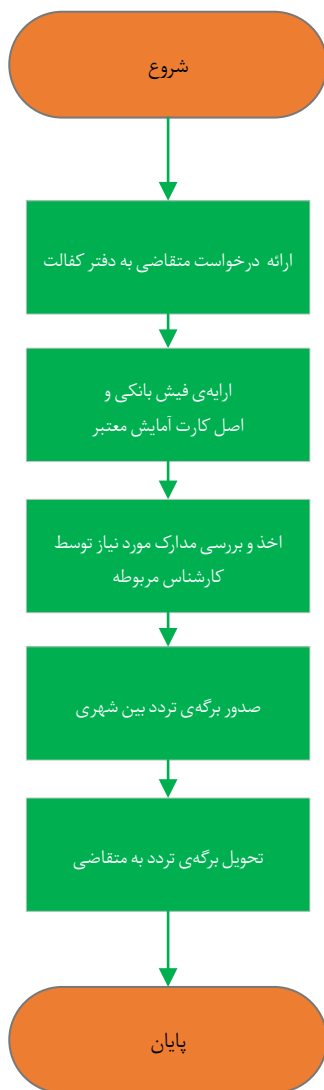 شروع
ارائه درخواست متقاضی به دفتر کفالت
ارایه‌ی فیش بانکی و
اصل کارت آمایش معتبر
اخذ و بررسی مدارک مورد نیاز توسط
کارشناس مربوطه
صدور برگه‌ی تردد بین شهری
تحویل برگه‌ی تردد به متقاضی
پایان